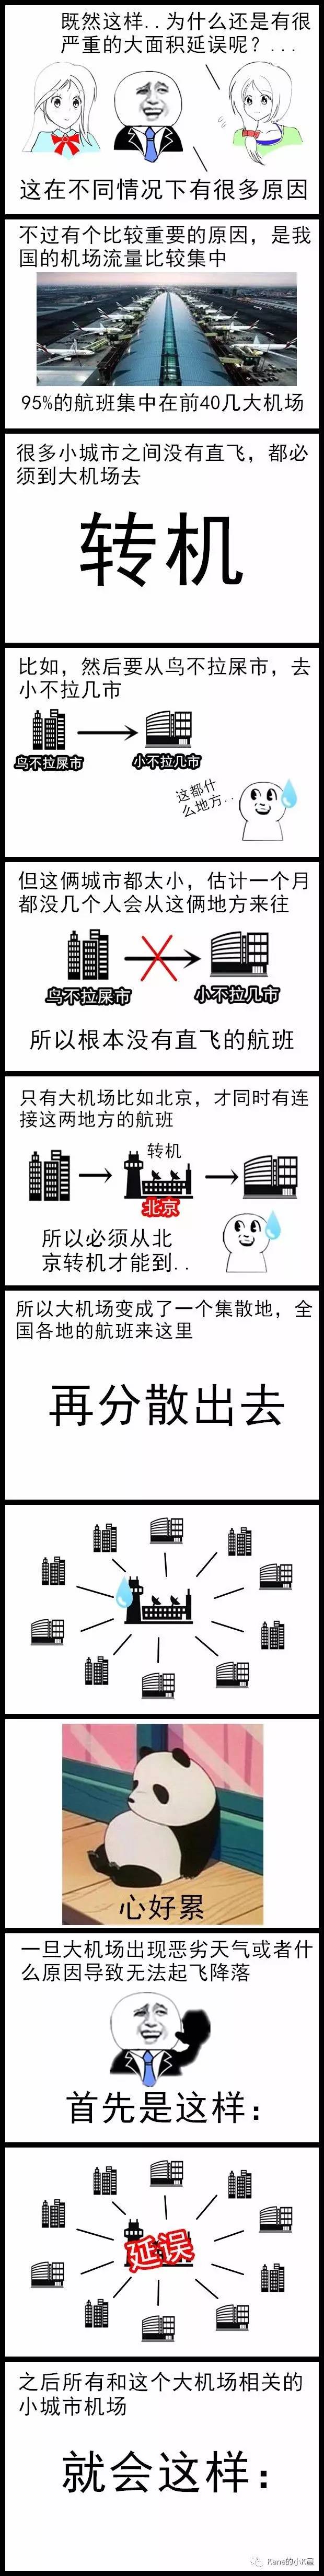 既然这样..为什么还是有很
严重的大面积延误呢？...
这在不同情况下有很多原因
不过有个比较重要的原因，是我
国的机场流量比较集中
95%的航班集中在前40几大机场
很多小城市之间没有直飞，都必
须到大机场去
转机
比如，然后要从鸟不拉屎市，去
小不拉几市
鸟不拉屎市
小不拉几市
这都什
么地方..
但这俩城市都太小，估计一个月
都没几个人会从这俩地方来往
鸟不拉屎市
小不拉几市
所以根本没有直飞的航班
只有大机场比如北京，才同时有连
接这两地方的航班
转机
北京
所以必须从北
京转机才能到..
所以大机场变成了一个集散地，全
国各地的航班来这里
再分散出去
心好累
一旦大机场出现恶劣天气或者什
么原因导致无法起飞降落
首先是这样：
延误
之后所有和这个大机场相关的
小城市机场
就会这样：
Kane的小K屋